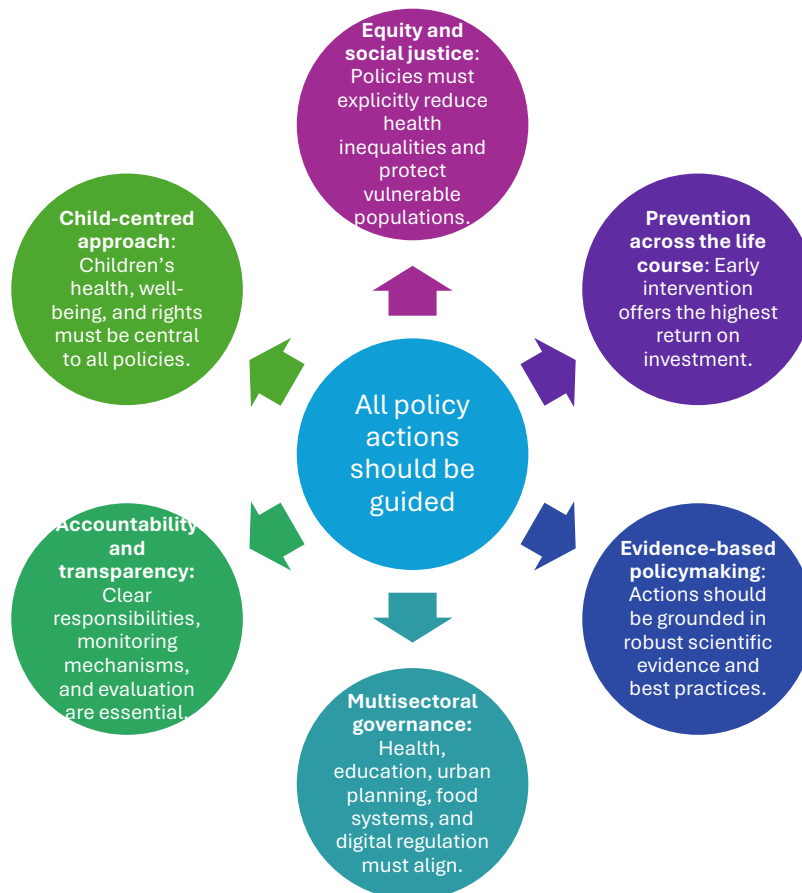 Equity and
social justice:
Policies must
explicitly reduce
health
inequalities and
protect
vulnerable
populations.
Prevention
across the life
course: Early
intervention
offers the highest
return on
investment.
Evidence-based
policymaking:
Actions should
be grounded in
robust scientific
evidence and
best practices.
Multisectoral
governance:
Health,
education, urban
planning, food
systems, and
digital regulation
must align.
Accountability
and
transparency:
Clear
responsibilities,
monitoring
mechanisms,
and evaluation
are essential.
Child-centred
approach:
Children’s
health, well-
being, and rights
must be central
to all policies.
All policy
actions
should be
guided